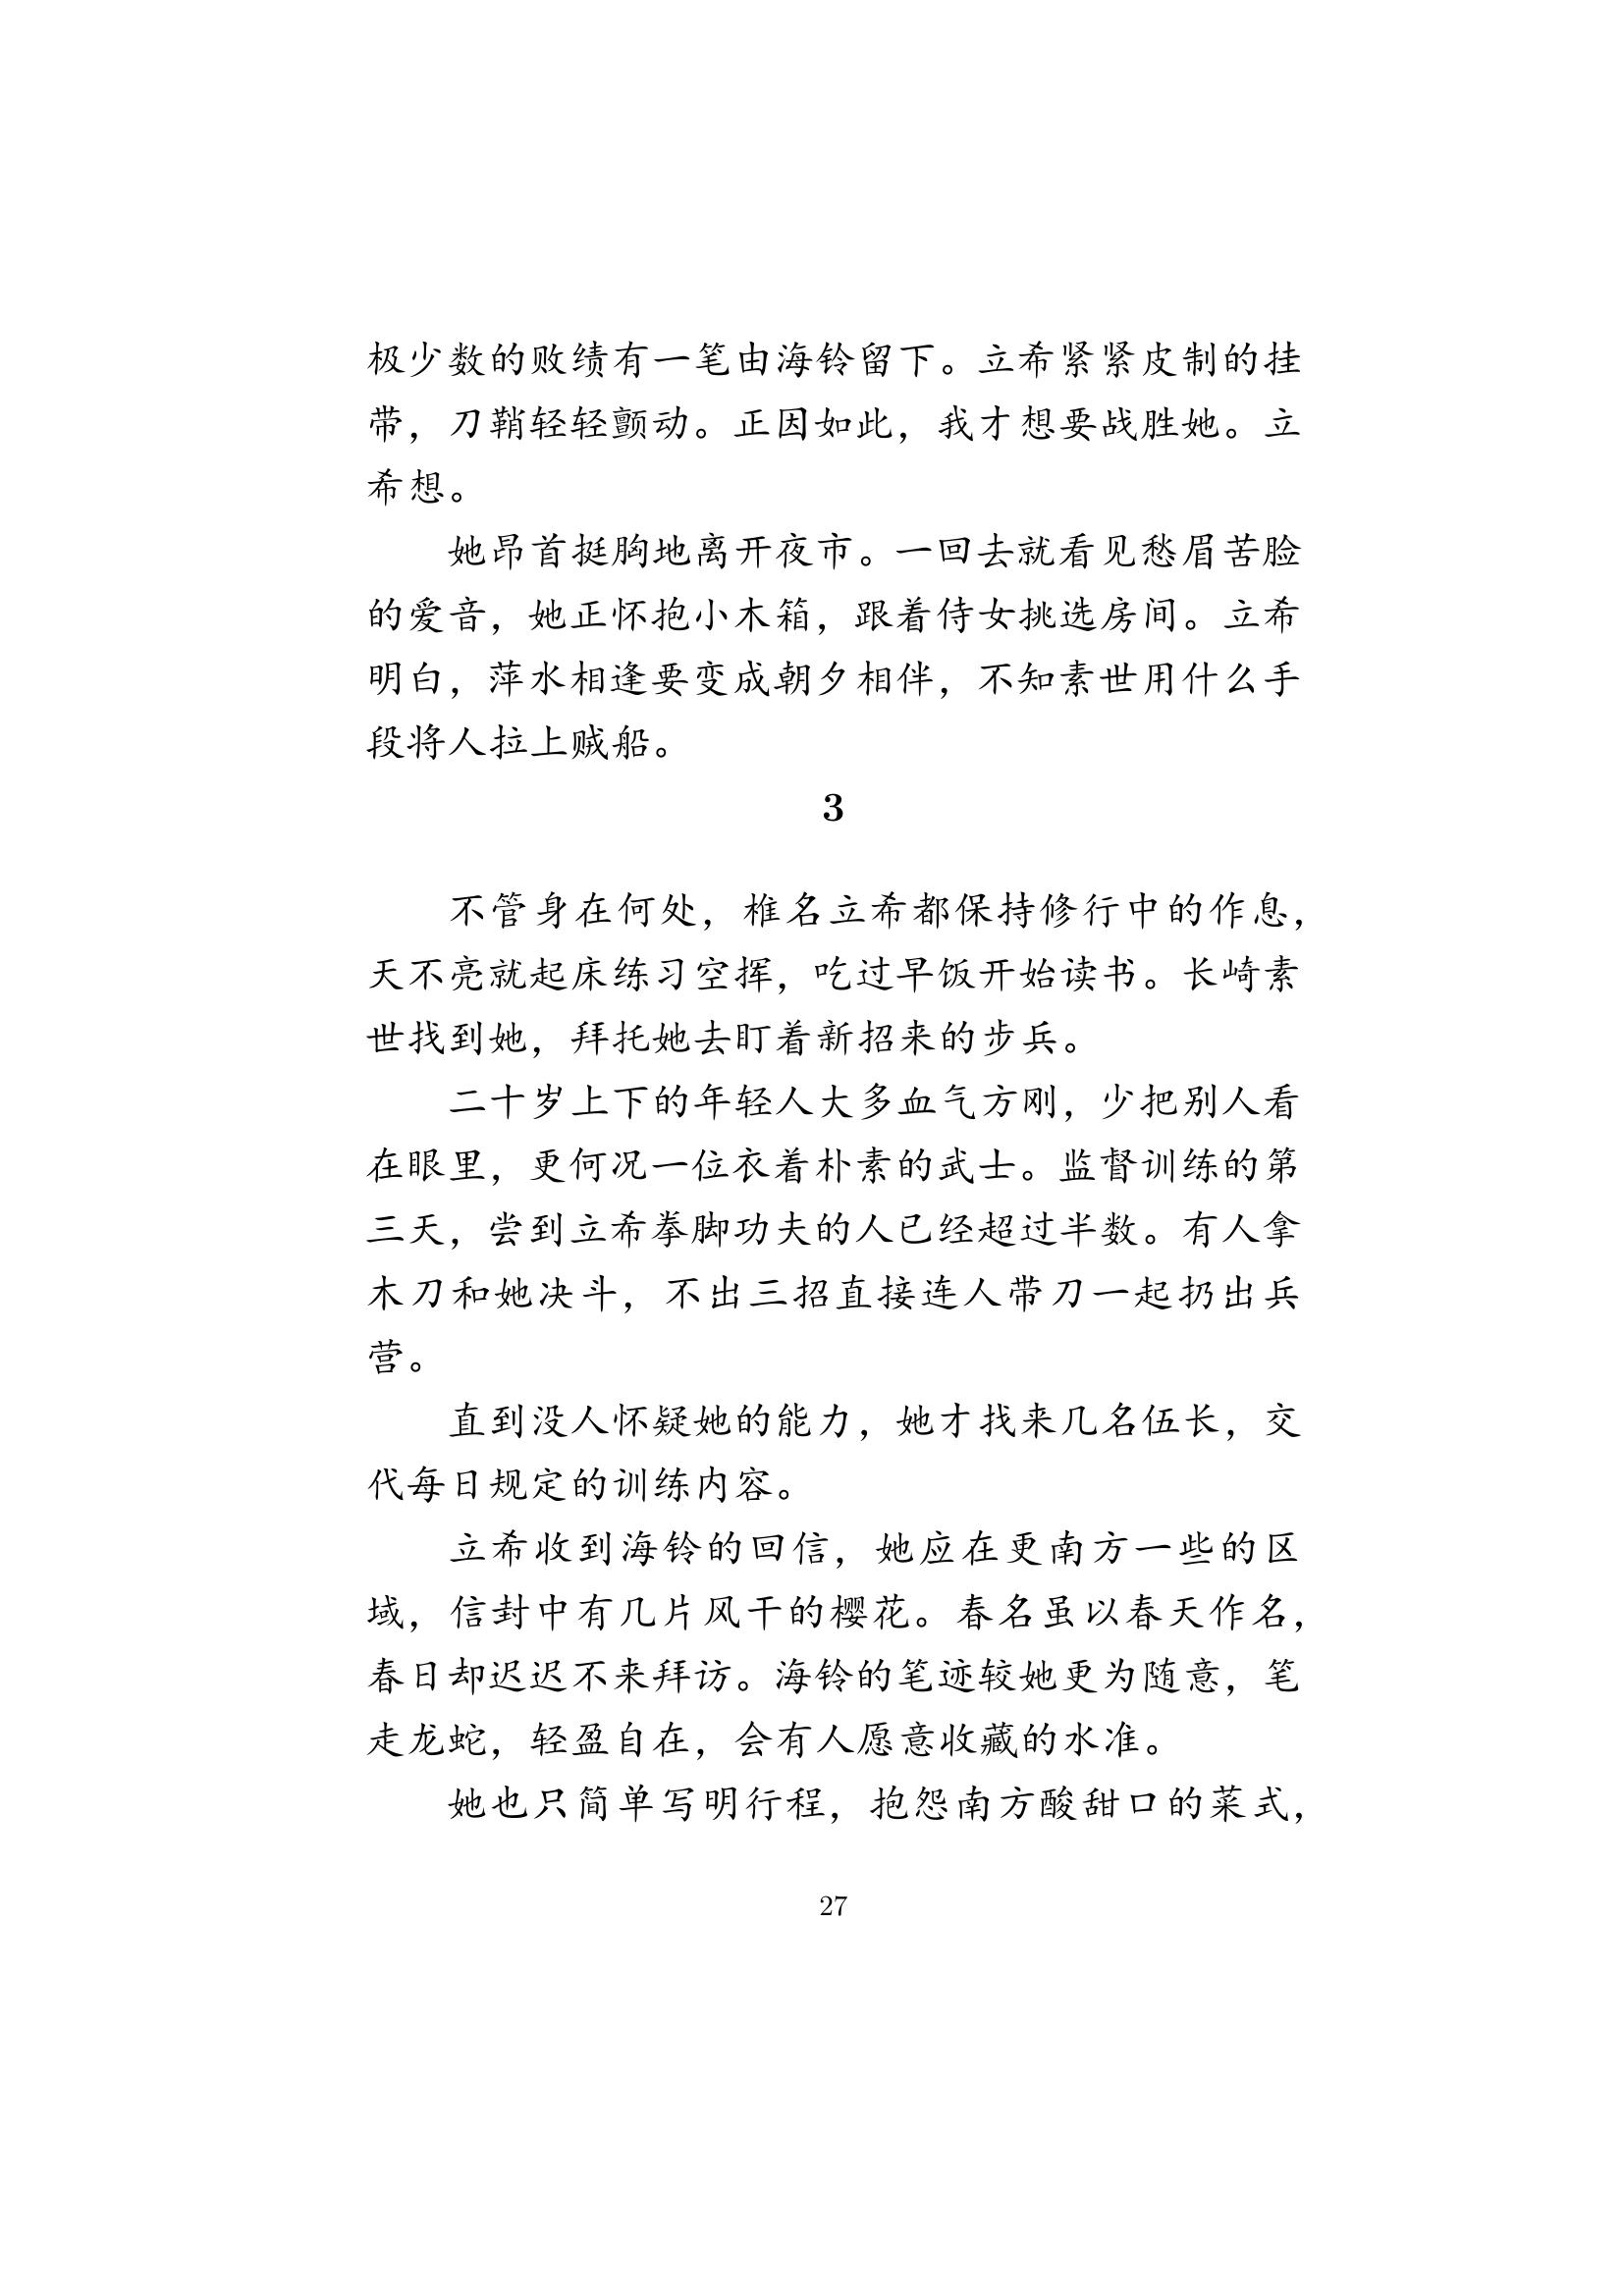 极少数的败绩有一笔由海铃留下。立希紧紧皮制的挂
带，刀鞘轻轻颤动。正因如此，我才想要战胜她。立
希想。
她昂首挺胸地离开夜市。一回去就看见愁眉苦脸
的爱音，她正怀抱小木箱，跟着侍女挑选房间。立希
明白，萍水相逢要变成朝夕相伴，不知素世用什么手
段将人拉上贼船。
3
不管身在何处，椎名立希都保持修行中的作息，
天不亮就起床练习空挥，吃过早饭开始读书。长崎素
世找到她，拜托她去盯着新招来的步兵。
二十岁上下的年轻人大多血气方刚，少把别人看
在眼里，更何况一位衣着朴素的武士。监督训练的第
三天，尝到立希拳脚功夫的人已经超过半数。有人拿
木刀和她决斗，不出三招直接连人带刀一起扔出兵
营。
直到没人怀疑她的能力，她才找来几名伍长，交
代每日规定的训练内容。
立希收到海铃的回信，她应在更南方一些的区
域，信封中有几片风干的樱花。春名虽以春天作名，
春日却迟迟不来拜访。海铃的笔迹较她更为随意，笔
走龙蛇，轻盈自在，会有人愿意收藏的水准。
她也只简单写明行程，抱怨南方酸甜口的菜式，
27